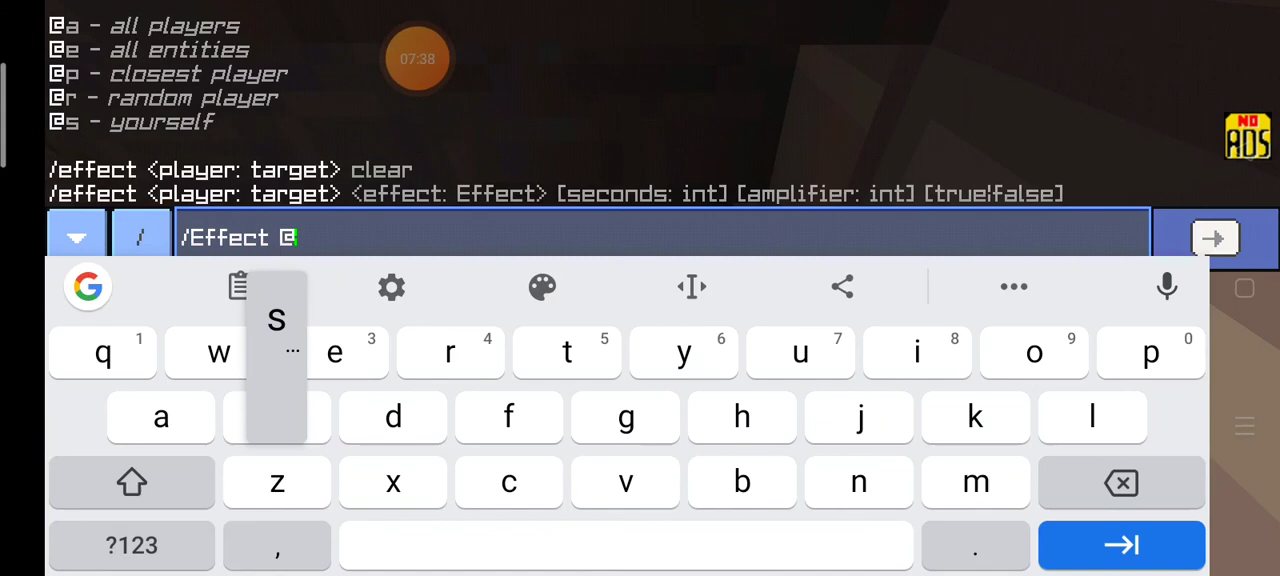 @a - all players
@e - all entities
07:38
@p - closest player
@r - random player
@s - yourself
NO
ADS
/effect <player: target> clear
/effect <player: target> <effect: Effect> [seconds: int] [amplifier: int] [true¦false]
/ /Effect @
G
s
...
q 1 w e 3 r 4 t 5 y 6 u 7 i 8 o 9 p 0
a d f g h j k l
z x c v b n m
?123 , .